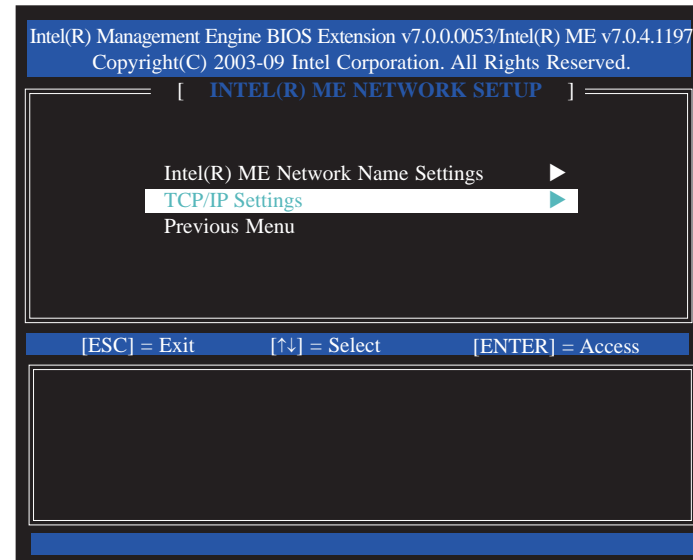 Intel(R) Management Engine BIOS Extension v7.0.0.0053/Intel(R) ME v7.0.4.1197
Copyright(C) 2003-09 Intel Corporation. All Rights Reserved.
[ INTEL(R) ME NETWORK SETUP ]
Intel(R) ME Network Name Settings ►
TCP/IP Settings ►
Previous Menu
[ESC] = Exit [↑↓] = Select [ENTER] = Access